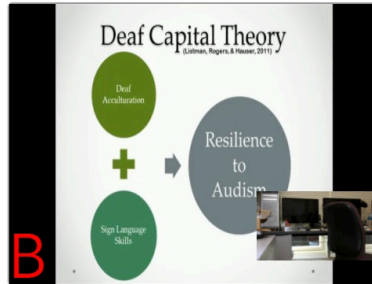 Deaf Capital Theory
(Listman, Rogers, & Hauser, 2011)
Deaf
Acculturation
Resilience
to
Audism
Sign Language
Skills
B